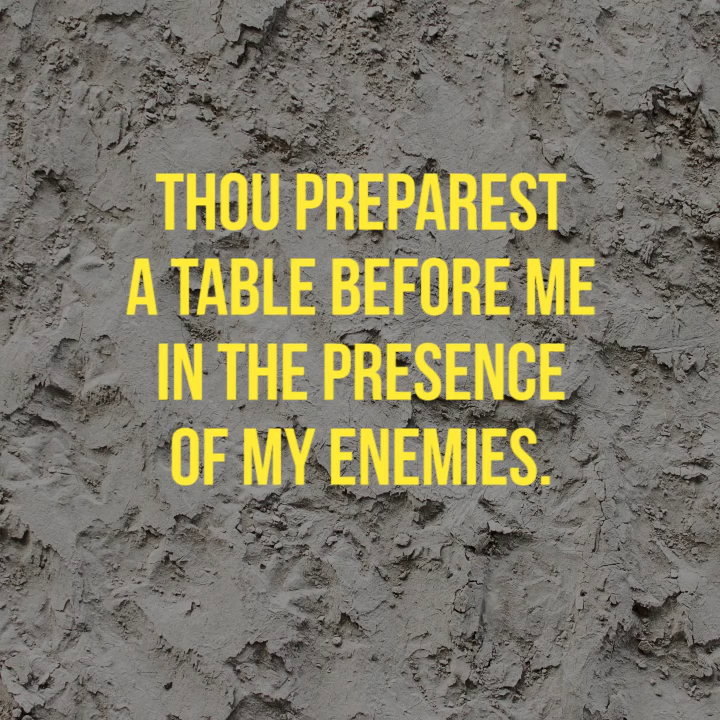 THOU PREPAREST
A TABLE BEFORE ME
IN THE PRESENCE
OF MY ENEMIES.